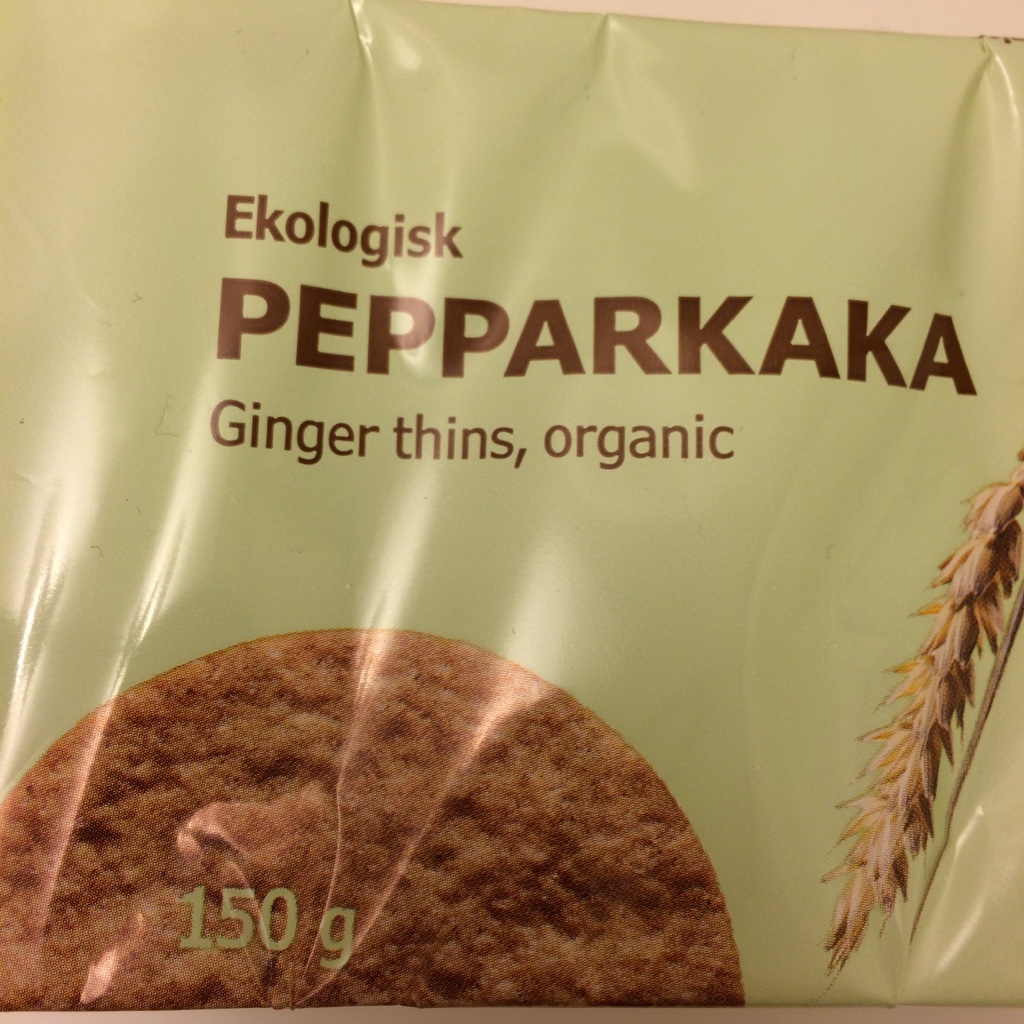 Ekologisk
PEPPARKAKA
Ginger thins, organic
150 g